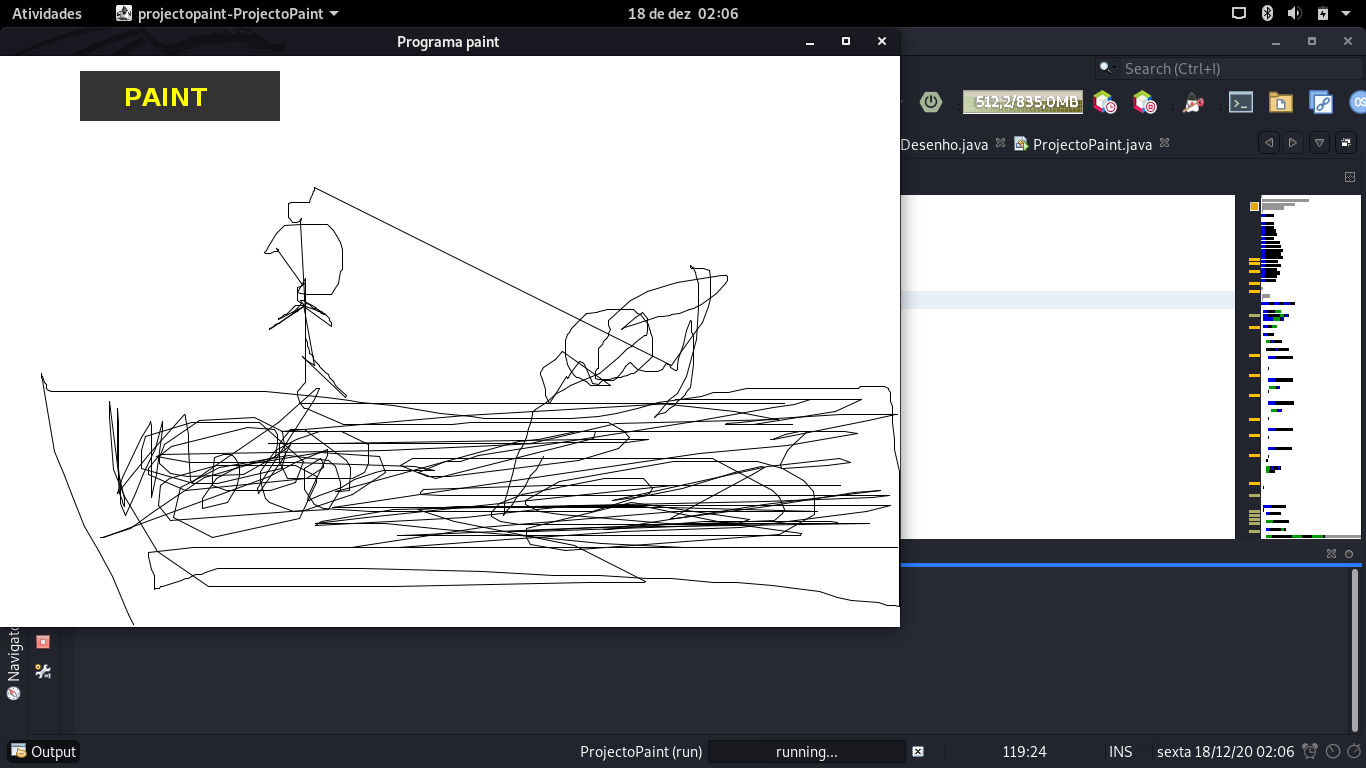 Atividades
projectopaint-ProjectoPaint
18 de dez 02:06
Programa paint
PAINT
Search (Ctrl+I)
512,2/835,0MB
Desenho.java
ProjectoPaint.java
Navigato
Output
ProjectoPaint (run)
running...
119:24
INS
sexta 18/12/20 02:06